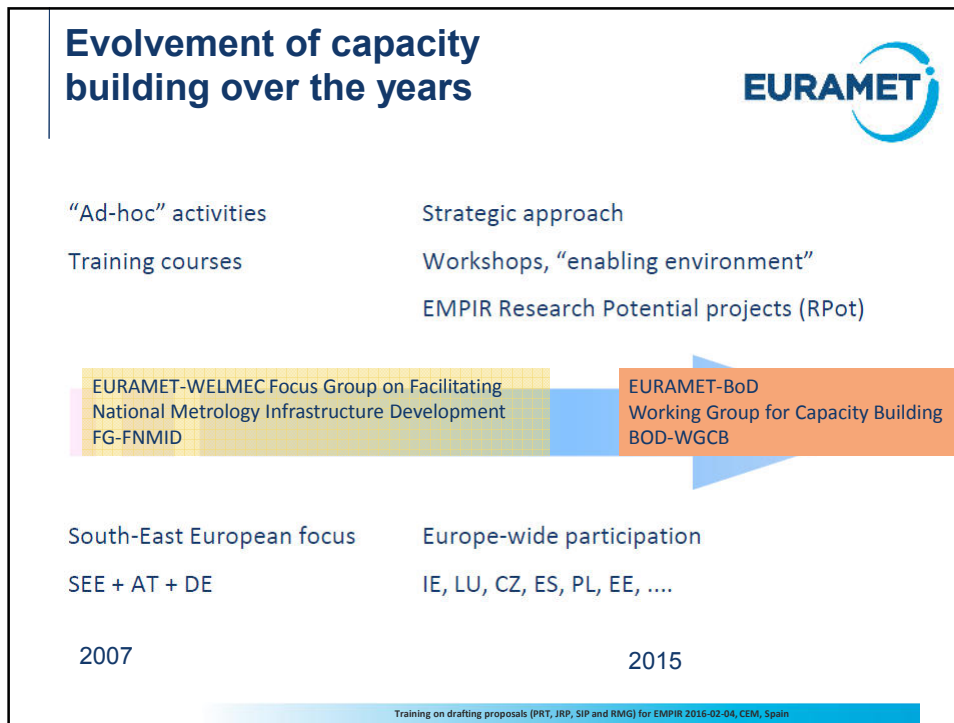 Evolvement of capacity
building over the years
EURAMET
"Ad-hoc" activities
Training courses
Strategic approach
Workshops, "enabling environment"
EMPIR Research Potential projects (RPot)
EURAMET-WELMEC Focus Group on Facilitating
National Metrology Infrastructure Development
FG-FNMID
EURAMET-BoD
Working Group for Capacity Building
BOD-WGCB
South-East European focus
SEE + AT + DE
Europe-wide participation
IE, LU, CZ, ES, PL, EE, ....
2007
2015
Training on drafting proposals (PRT, JRP, SIP and RMG) for EMPIR 2016-02-04, CEM, Spain